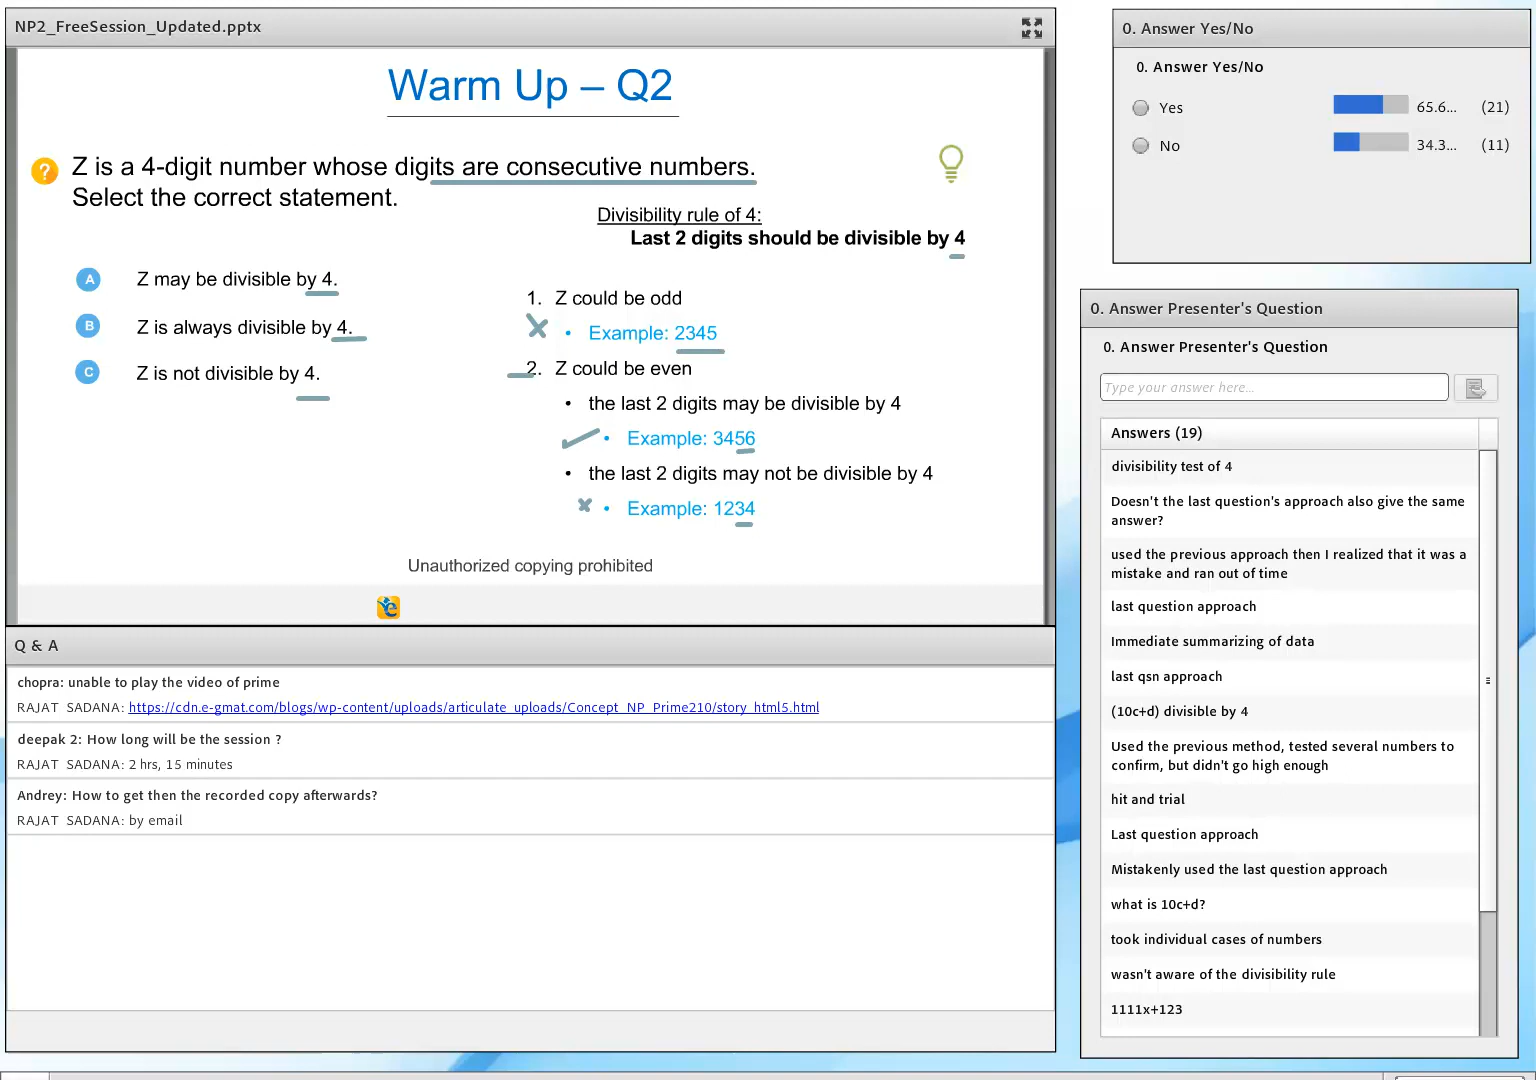 NP2_FreeSession_Updated.pptx
Warm Up – Q2
? Z is a 4-digit number whose digits are consecutive numbers.
Select the correct statement.
Divisibility rule of 4:
Last 2 digits should be divisible by 4
A Z may be divisible by 4.
B Z is always divisible by 4.
C Z is not divisible by 4.
1. Z could be odd
• Example: 2345
2. Z could be even
• the last 2 digits may be divisible by 4
• Example: 3456
• the last 2 digits may not be divisible by 4
• Example: 1234
Unauthorized copying prohibited
e
Q & A
chopra: unable to play the video of prime
RAJAT SADANA: https://cdn.e-gmat.com/blogs/wp-content/uploads/articulate_uploads/Concept_NP_Prime210/story_html5.html
deepak 2: How long will be the session ?
RAJAT SADANA: 2 hrs, 15 minutes
Andrey: How to get then the recorded copy afterwards?
RAJAT SADANA: by email
0. Answer Yes/No
0. Answer Yes/No
Yes 65.6... (21)
No 34.3... (11)
0. Answer Presenter's Question
0. Answer Presenter's Question
Type your answer here...
Answers (19)
divisibility test of 4
Doesn't the last question's approach also give the same
answer?
used the previous approach then I realized that it was a
mistake and ran out of time
last question approach
Immediate summarizing of data
last qsn approach
(10c+d) divisible by 4
Used the previous method, tested several numbers to
confirm, but didn't go high enough
hit and trial
Last question approach
Mistakenly used the last question approach
what is 10c+d?
took individual cases of numbers
wasn't aware of the divisibility rule
1111x+123